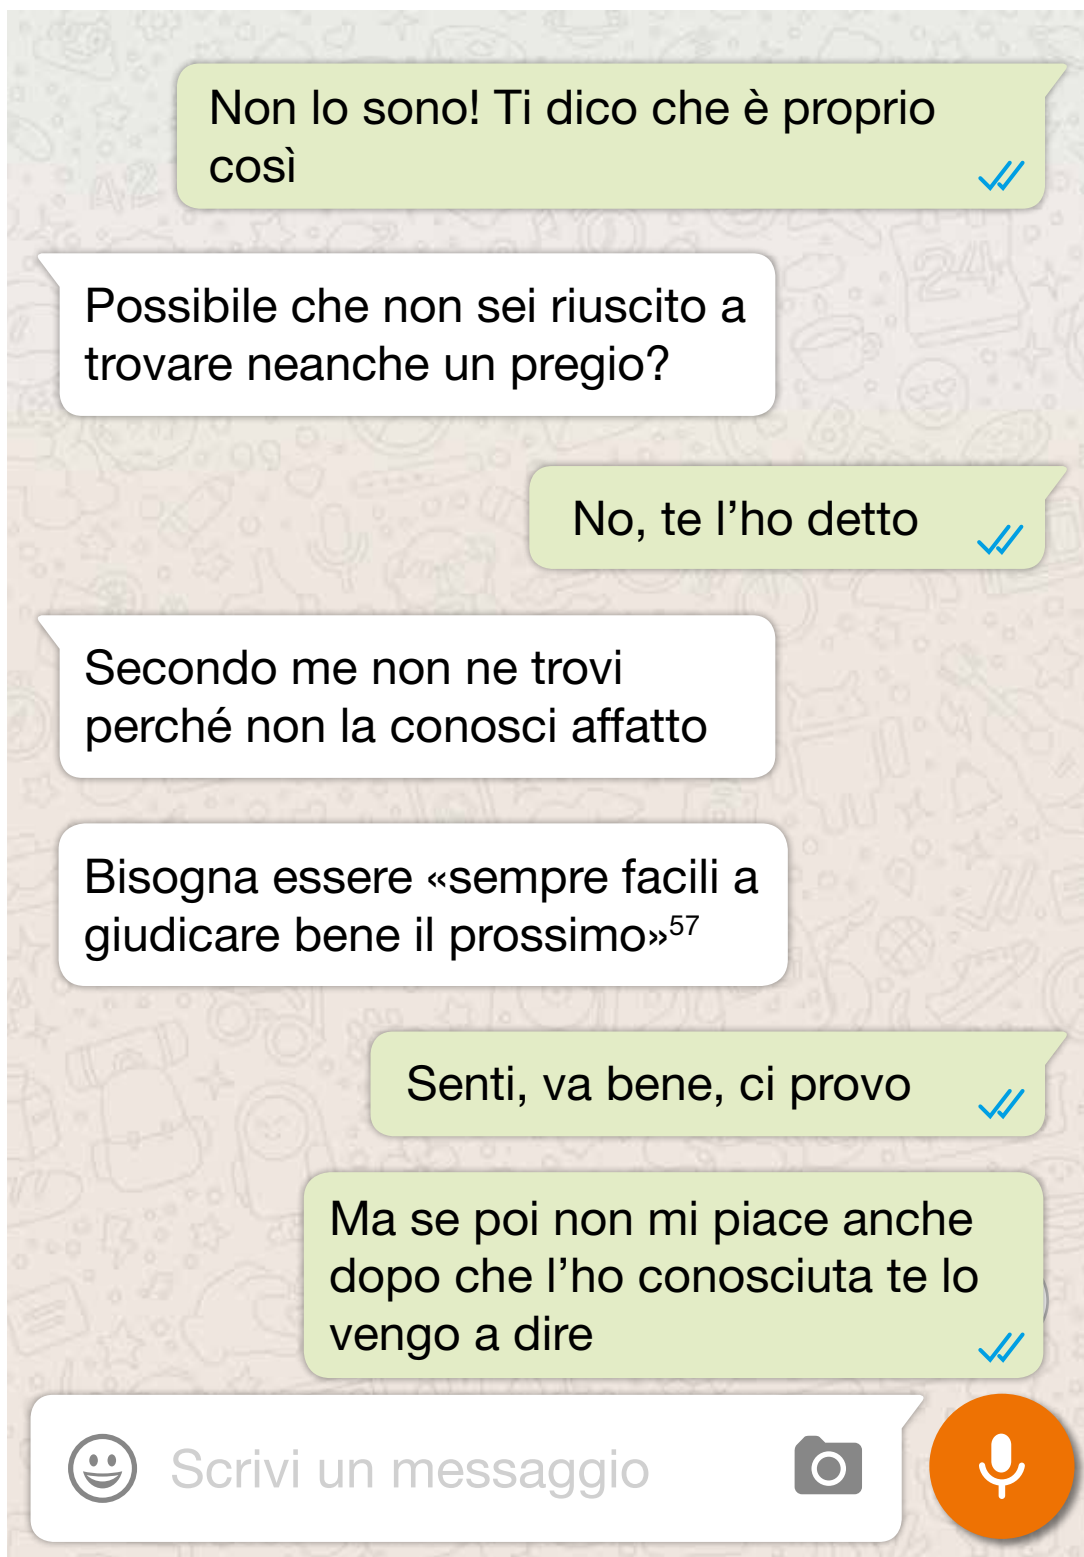 Non lo sono! Ti dico che è proprio
così
Possibile che non sei riuscito a
trovare neanche un pregio?
No, te l’ho detto
Secondo me non ne trovi
perché non la conosci affatto
Bisogna essere «sempre facili a
giudicare bene il prossimo»⁵⁷
Senti, va bene, ci provo
Ma se poi non mi piace anche
dopo che l’ho conosciuta te lo
vengo a dire
Scrivi un messaggio